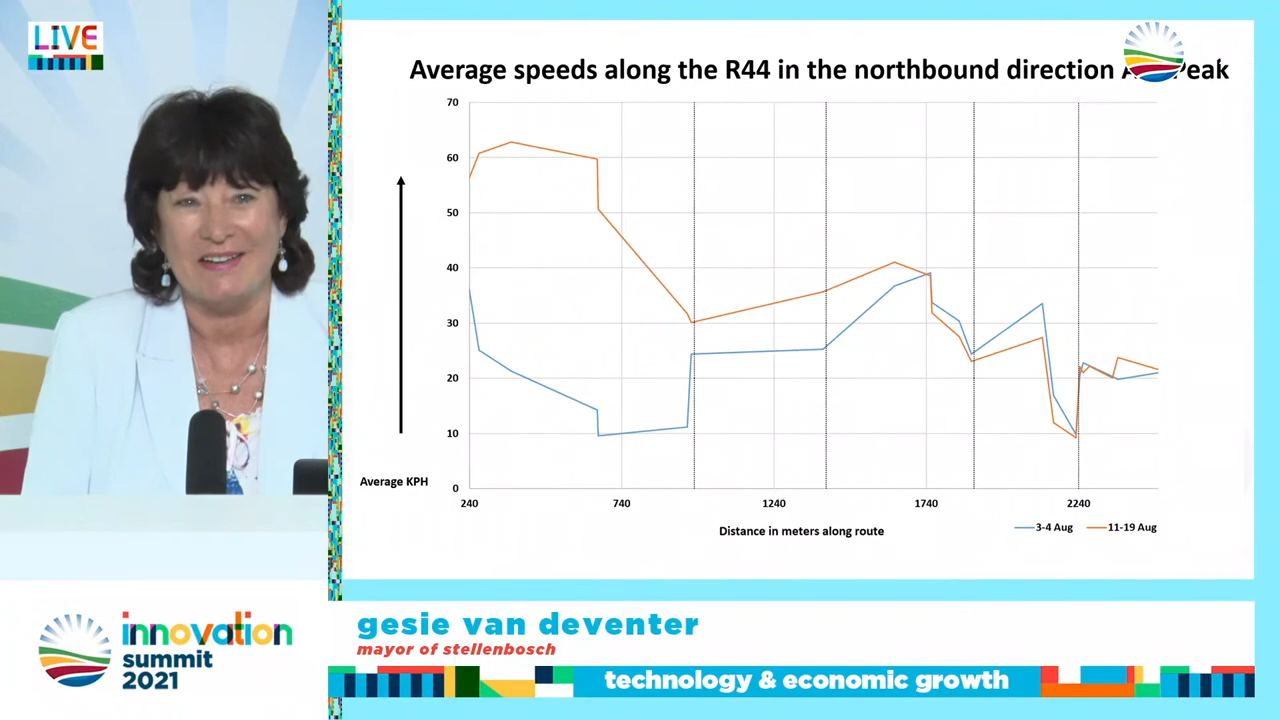 LIVE
Average speeds along the R44 in the northbound direction
70
60
50
40
30
20
10
0
Average KPH
240
740
1240
1740
2240
Distance in meters along route
3-4 Aug
11-19 Aug
innovation
summit
2021
gesie van deventer
mayor of stellenbosch
technology & economic growth